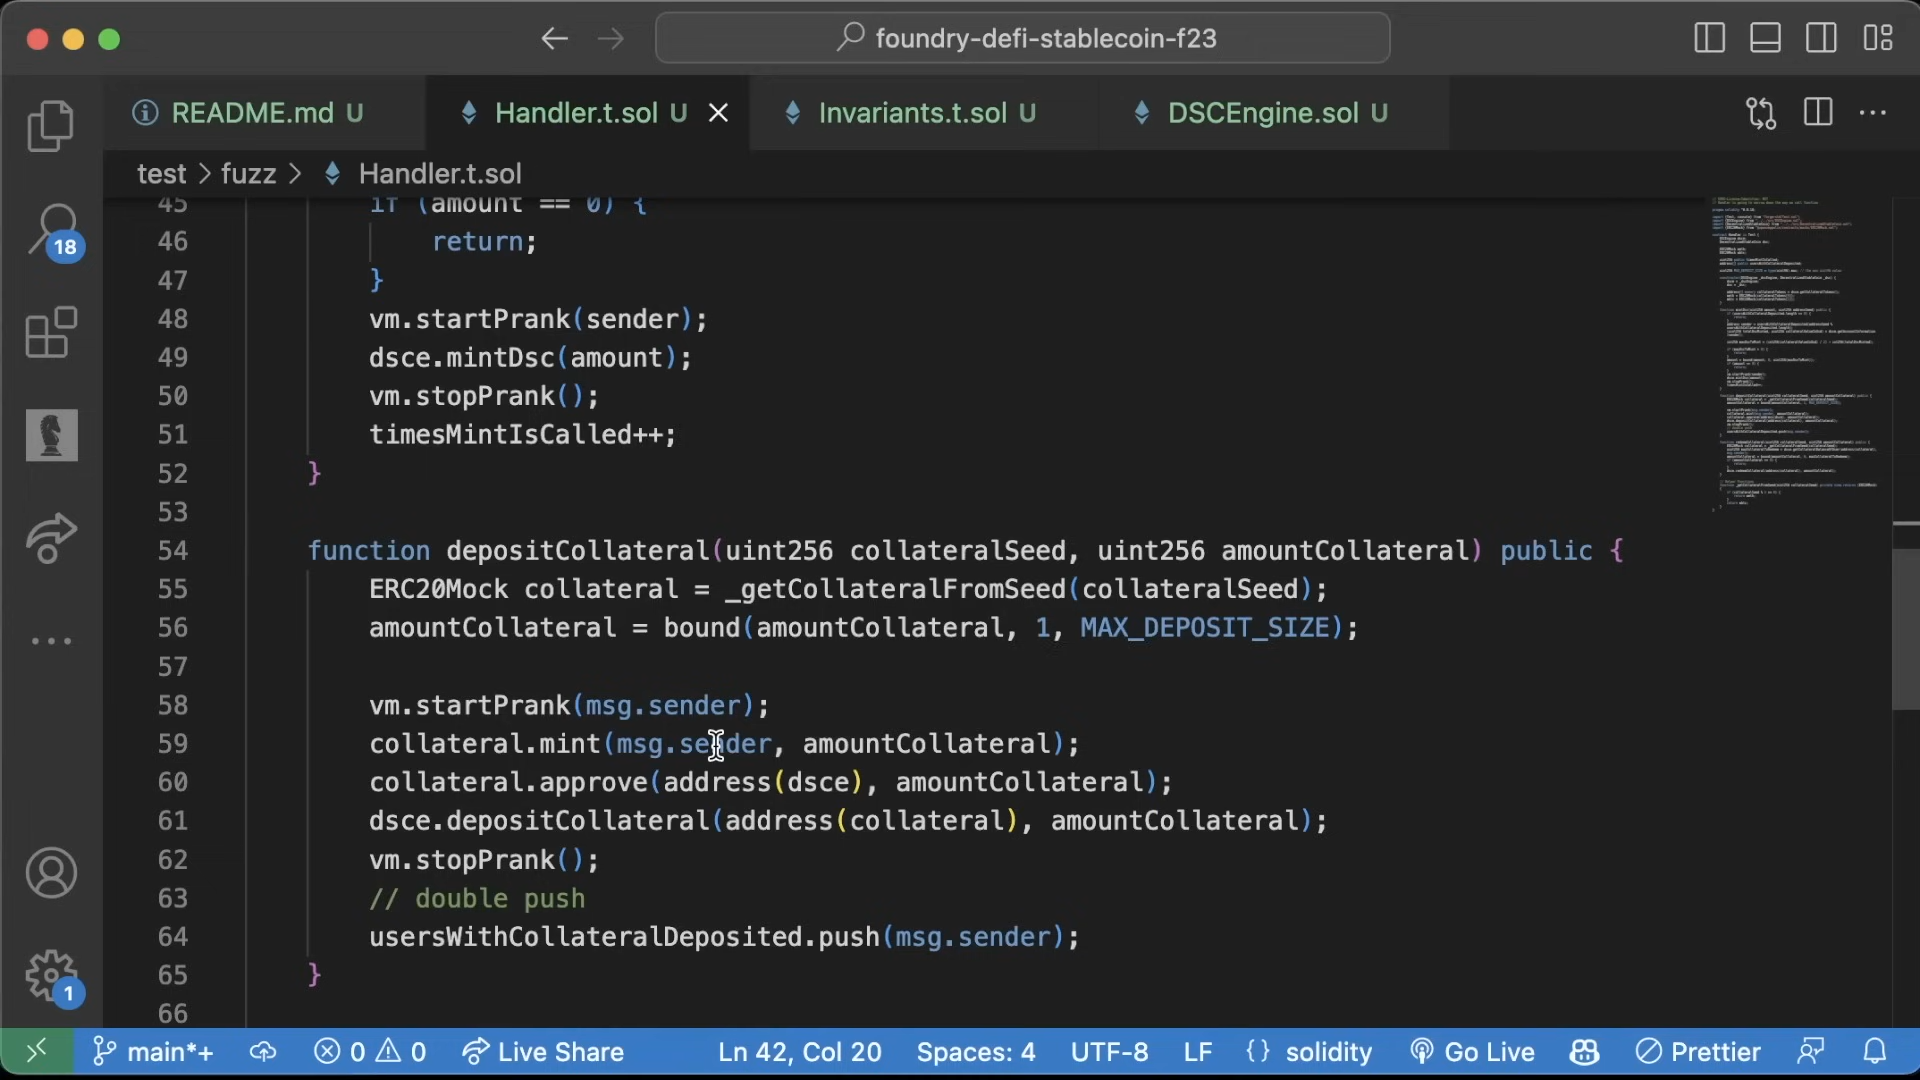 foundry-defi-stablecoin-f23
README.md U
Handler.t.sol U
Invariants.t.sol U
DSCEngine.sol U
test > fuzz > Handler.t.sol
18
1
45 if (amount == 0) {
46 return;
47 }
48 vm.startPrank(sender);
49 dsce.mintDsc(amount);
50 vm.stopPrank();
51 timesMintIsCalled++;
52 }
53
54 function depositCollateral(uint256 collateralSeed, uint256 amountCollateral) public {
55 ERC20Mock collateral = _getCollateralFromSeed(collateralSeed);
56 amountCollateral = bound(amountCollateral, 1, MAX_DEPOSIT_SIZE);
57
58 vm.startPrank(msg.sender);
59 collateral.mint(msg.sender, amountCollateral);
60 collateral.approve(address(dsce), amountCollateral);
61 dsce.depositCollateral(address(collateral), amountCollateral);
62 vm.stopPrank();
63 // double push
64 usersWithCollateralDeposited.push(msg.sender);
65 }
66
main*+ 0 0 Live Share Ln 42, Col 20 Spaces: 4 UTF-8 LF {} solidity Go Live Prettier